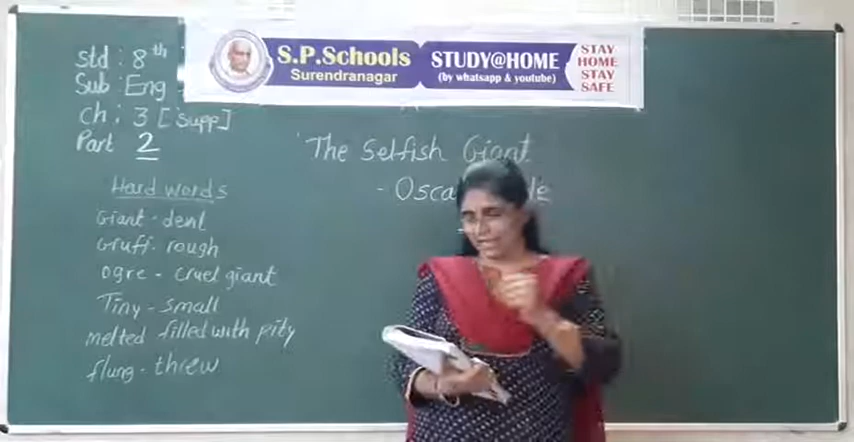 std : 8th
Sub : Eng
Ch : 3 [Supp]
Part 2
S.P.Schools
Surendranagar
STUDY@HOME
(by whatsapp & youtube)
STAY
HOME
STAY
SAFE
The Selfish Giant
- Osca
Hard words
Giant - dent
Gruff - rough
Ogre - cruel giant
Tiny - small
melted - filled with pity
flung - threw